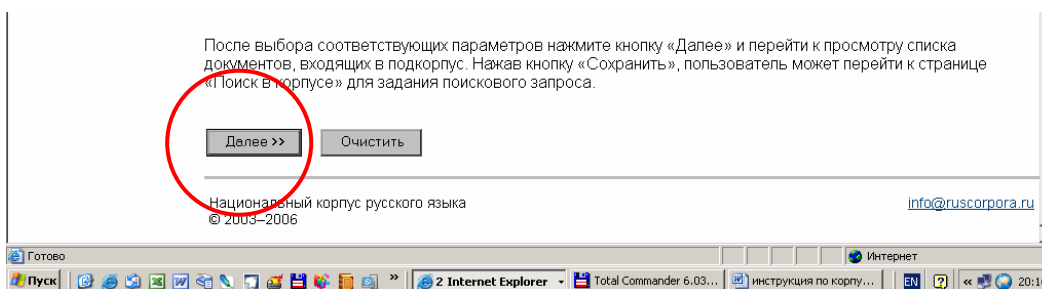 После выбора соответствующих параметров нажмите кнопку «Далее» и перейти к просмотру списка
документов, входящих в подкорпус. Нажав кнопку «Сохранить», пользователь может перейти к странице
«Поиск в корпусе» для задания поискового запроса.
Далее >> Очистить
Национальный корпус русского языка info@ruscorpora.ru
© 2003–2006
Готово Интернет
Пуск » 2 Internet Explorer Total Commander 6.03... инструкция по корпу... EN «